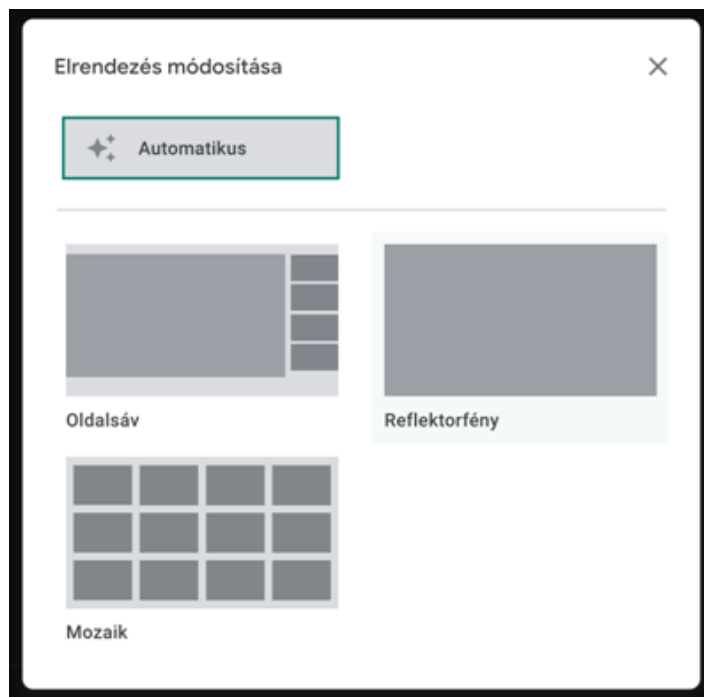 Elrendezés módosítása
Automatikus
Oldalsáv
Reflektorfény
Mozaik